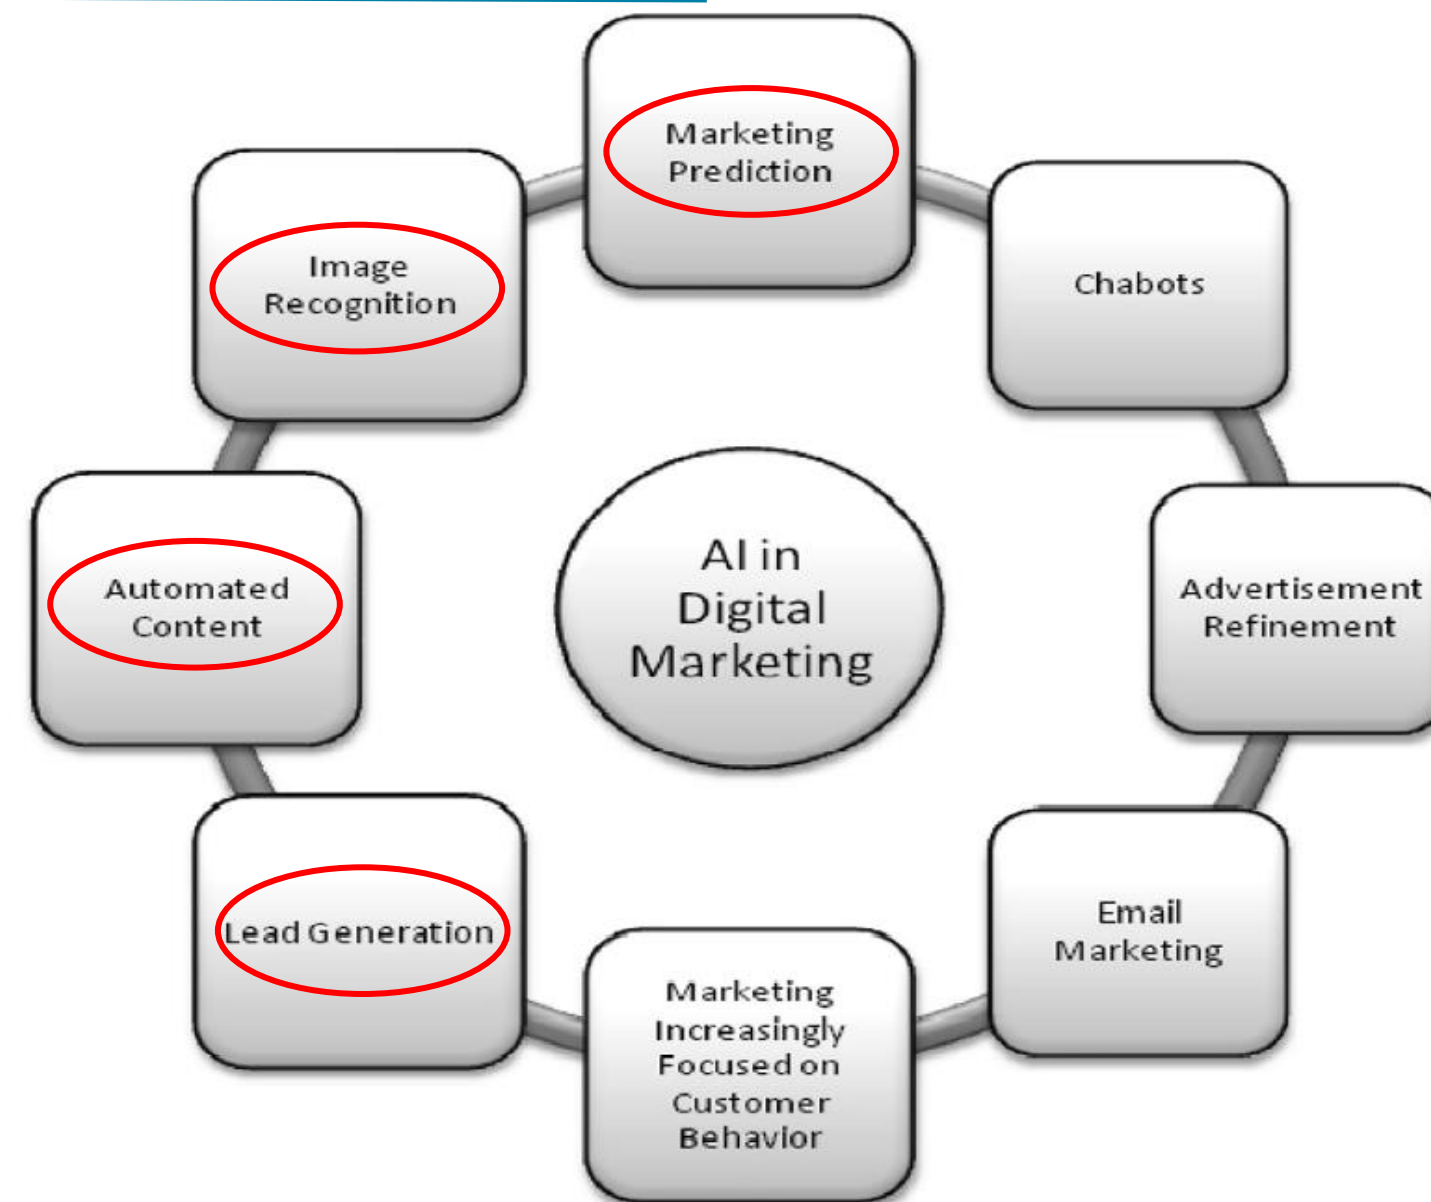 Marketing
Prediction
Image
Recognition
Chabots
AI in
Digital
Marketing
Automated
Content
Advertisement
Refinement
Lead Generation
Email
Marketing
Marketing
Increasingly
Focused on
Customer
Behavior